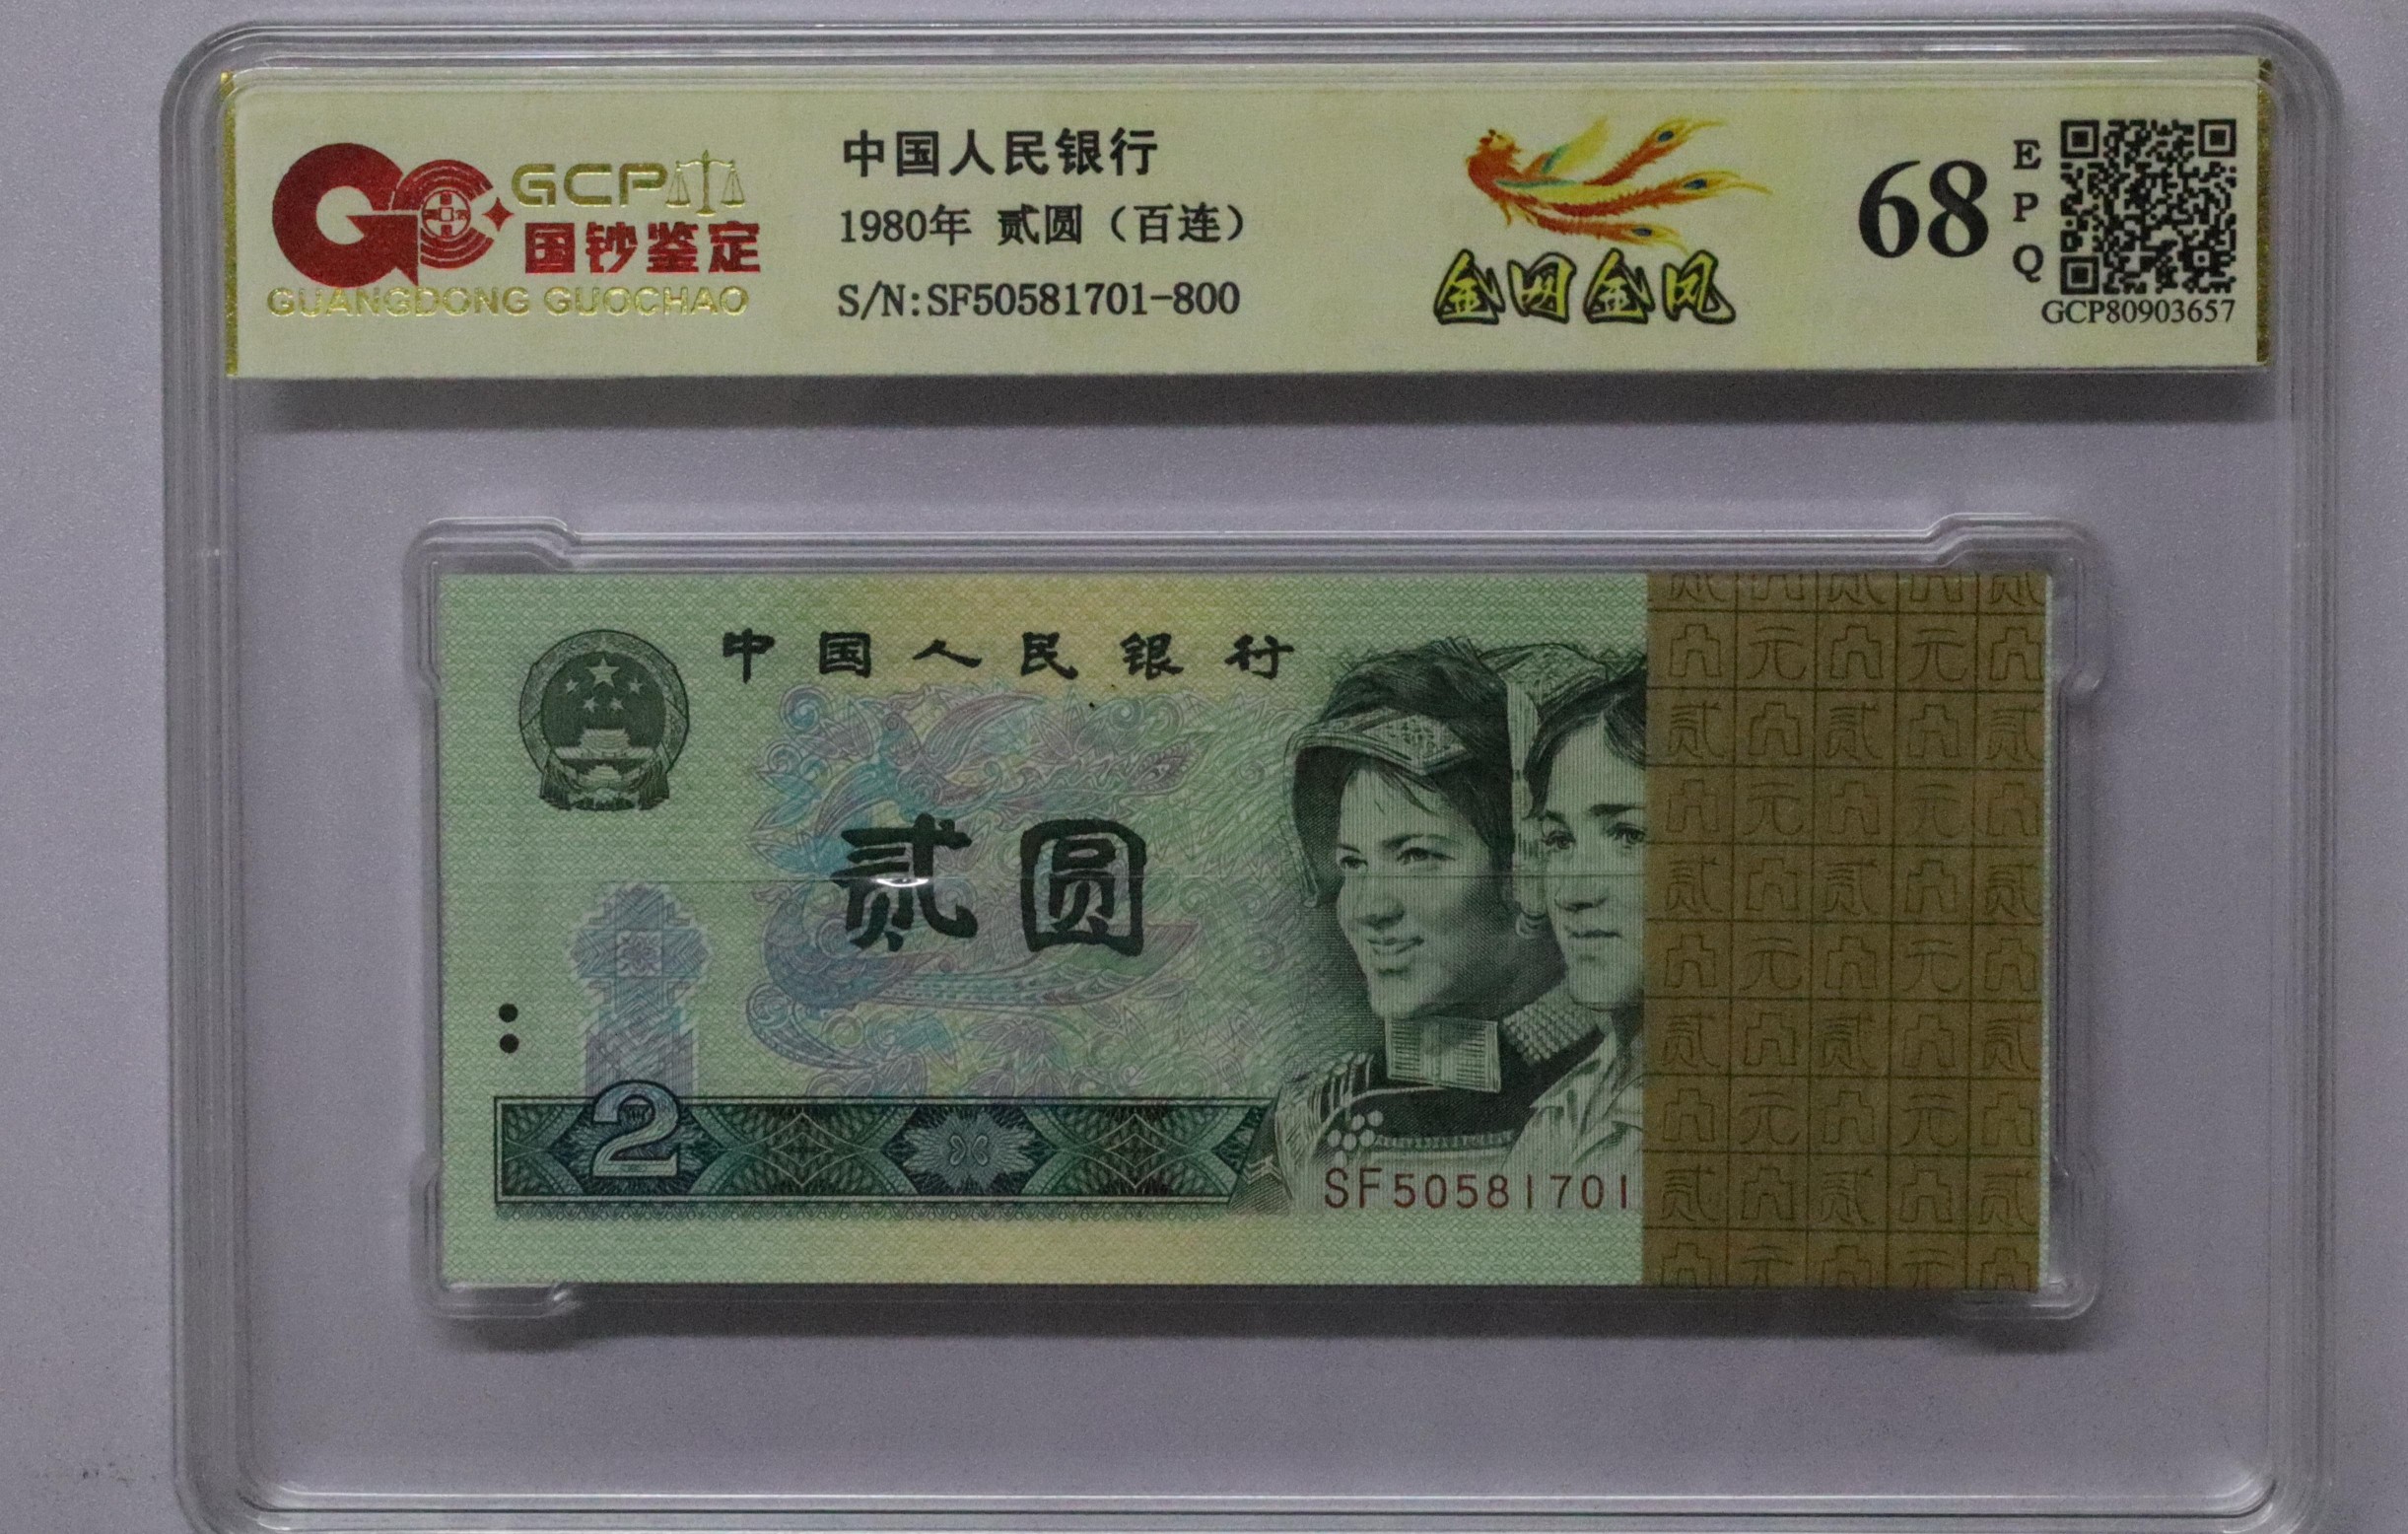 GCP
国钞鉴定
GUANGDONG GUOCHAO
中国人民银行
1980年 贰圆（百连）
S/N:SF50581701-800
金网金凤
68
E
P
Q
GCP80903657
中国人民银行
贰圆
2
SF50581701